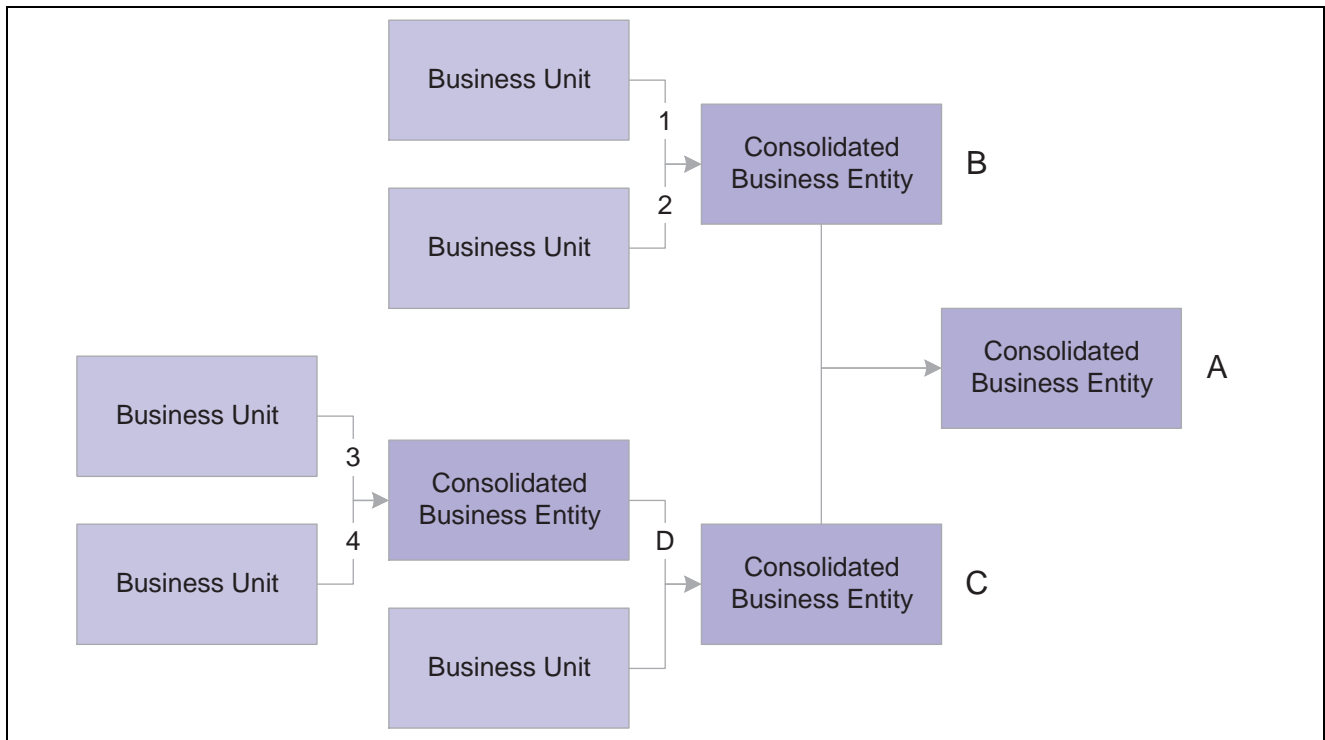 Business Unit
1
Consolidated
Business Entity
B
2
Business Unit
Consolidated
Business Entity
A
Business Unit
3
Consolidated
Business Entity
4
D
Business Unit
Consolidated
Business Entity
C
Business Unit